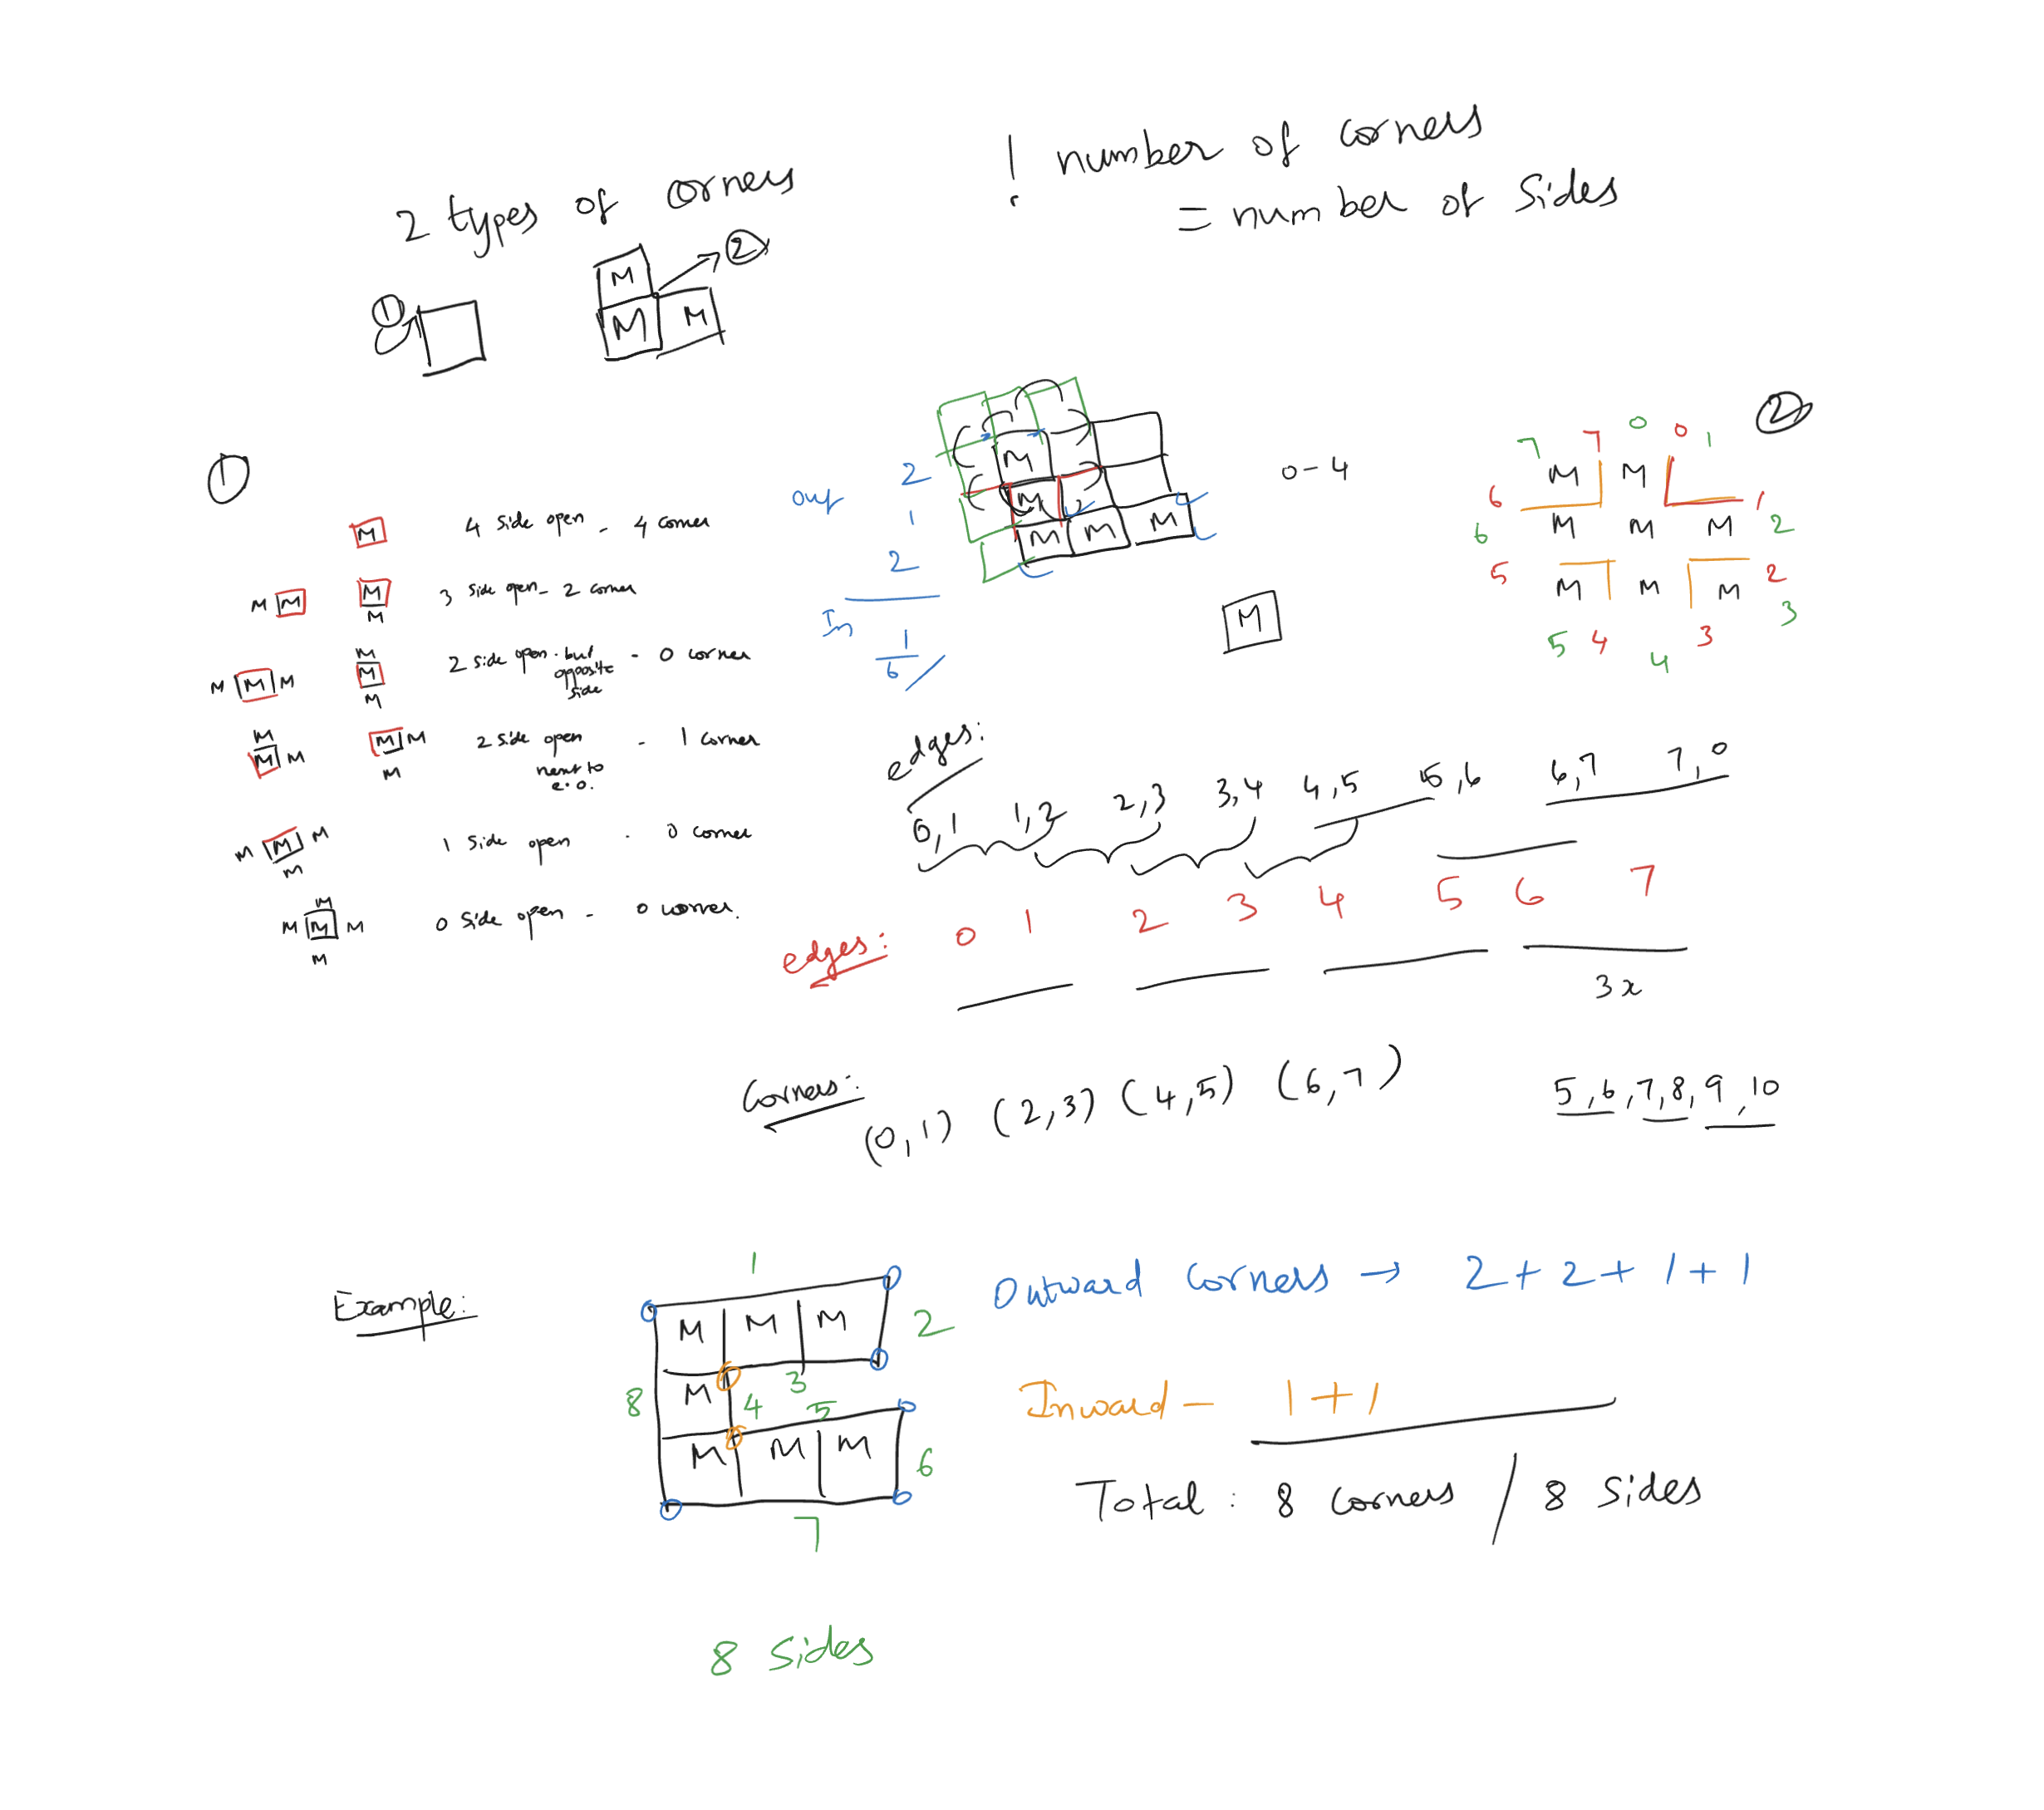 2 types of corners
! number of corners
= number of sides
1
M
M M
2
1
M
4 side open - 4 corner
M M
M
M
3 side open - 2 corner
M M M
M
M
M
2 side open . but opposite side - 0 corner
M
M M
M M
M
2 side open next to e.o. - 1 corner
M M M
M
1 side open - 0 corner
M
M M M
M
0 side open - 0 corner.
out 2
1
2
In 1
6
M
M
M M M
M
0-4
2
7 7 0 0 1
6 M M 1
6 M M M 2
5 M M M 2
3
5 4 4 3
edges:
0,1 1,2 2,3 3,4 4,5 5,6 6,7 7,0
edges: 0 1 2 3 4 5 6 7
3x
Corners:
(0,1) (2,3) (4,5) (6,7)
5,6,7,8,9,10
Example:
1
M M M 2
8 M 4 3 5
M M M 6
7
8 sides
Outward corners → 2+2+1+1
Inward - 1+1
Total : 8 corners / 8 sides